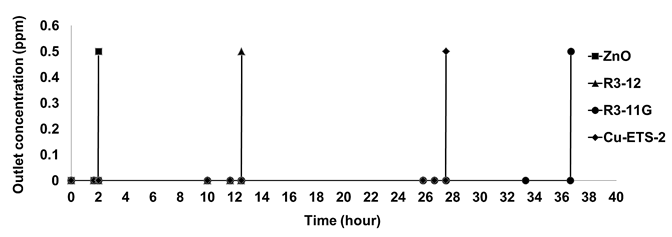 Outlet concentration (ppm)
0.6
0.5
0.4
0.3
0.2
0.1
0
0 2 4 6 8 10 12 14 16 18 20 22 24 26 28 30 32 34 36 38 40
Time (hour)
ZnO
R3-12
R3-11G
Cu-ETS-2